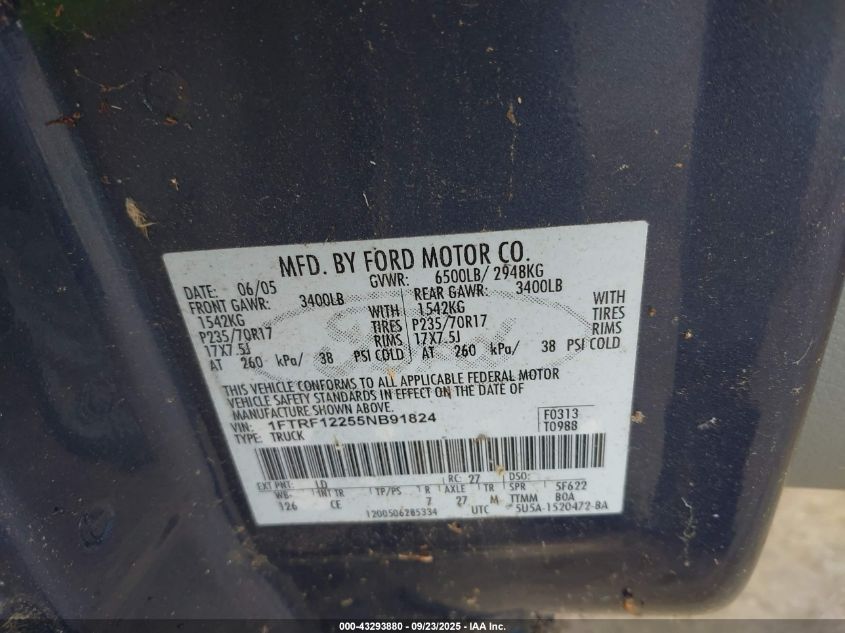 MFD. BY FORD MOTOR CO.
DATE: 06/05 GVWR: 6500LB/ 2948KG
FRONT GAWR: 3400LB REAR GAWR: 3400LB
1542KG WITH 1542KG WITH
P235/70R17 TIRES P235/70R17 TIRES
17X7.5J RIMS 17X7.5J RIMS
AT 260 kPa/ 38 PSI COLD AT 260 kPa/ 38 PSI COLD
THIS VEHICLE CONFORMS TO ALL APPLICABLE FEDERAL MOTOR
VEHICLE SAFETY STANDARDS IN EFFECT ON THE DATE OF
MANUFACTURE SHOWN ABOVE.
VIN: 1FTRF12255NB91824 F0313
TYPE: TRUCK T0988
EXT PNT: LD RC: 27 DSO:
WB INT TR TP/PS R AXLE TR SPR 5F622
126 CE 7 27 M TTMM BOA
1200506285334 UTC 5U5A-1520472-BA
000-43293880 - 09/23/2025 - IAA Inc.